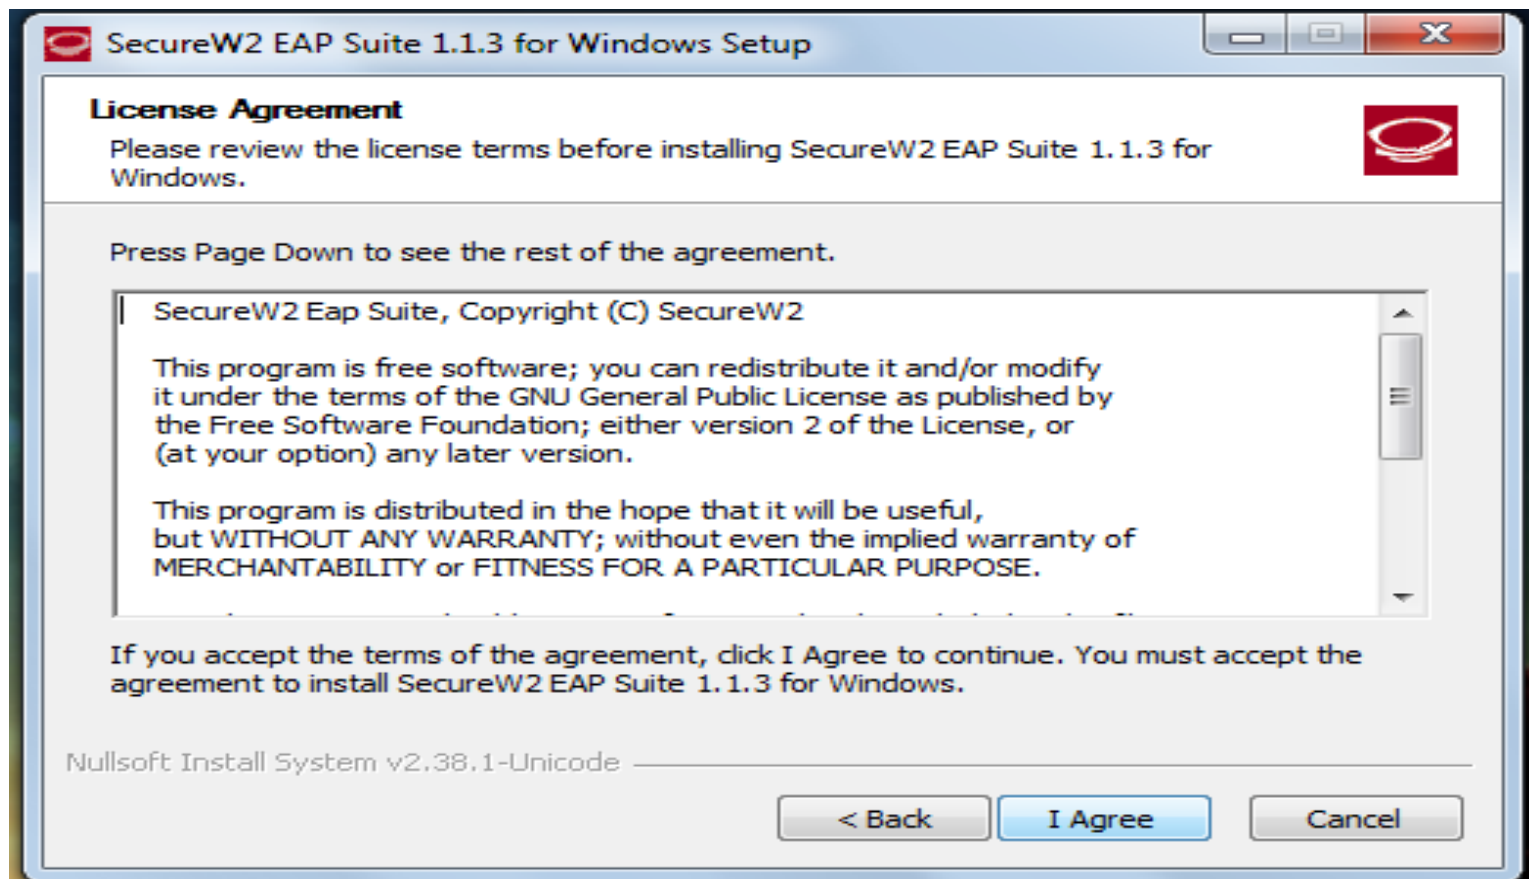 SecureW2 EAP Suite 1.1.3 for Windows Setup
License Agreement
Please review the license terms before installing SecureW2 EAP Suite 1.1.3 for
Windows.
Press Page Down to see the rest of the agreement.
SecureW2 Eap Suite, Copyright (C) SecureW2
This program is free software; you can redistribute it and/or modify
it under the terms of the GNU General Public License as published by
the Free Software Foundation; either version 2 of the License, or
(at your option) any later version.
This program is distributed in the hope that it will be useful,
but WITHOUT ANY WARRANTY; without even the implied warranty of
MERCHANTABILITY or FITNESS FOR A PARTICULAR PURPOSE.
If you accept the terms of the agreement, click I Agree to continue. You must accept the
agreement to install SecureW2 EAP Suite 1.1.3 for Windows.
Nullsoft Install System v2.38.1-Unicode
< Back I Agree Cancel